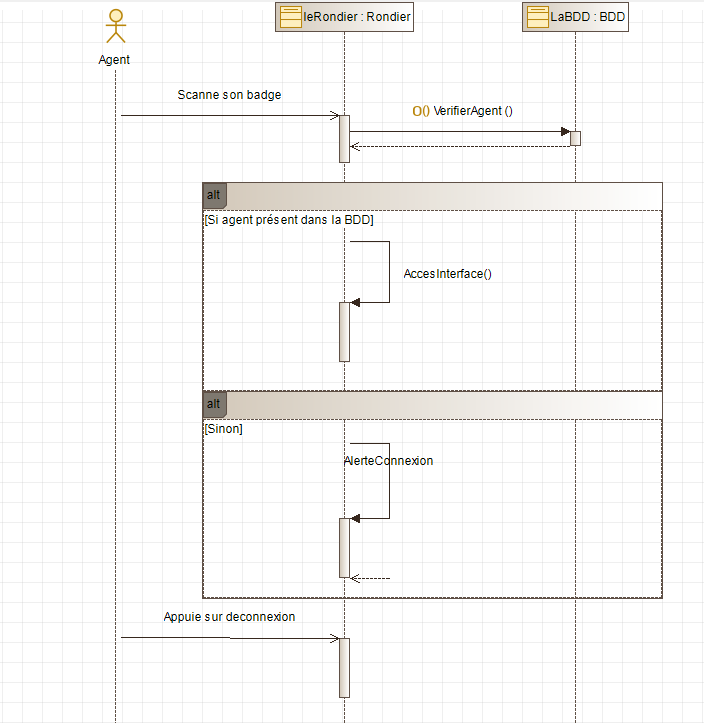 leRondier : Rondier
LaBDD : BDD
Agent
Scanne son badge
O() VerifierAgent ()
alt
[Si agent présent dans la BDD]
AccesInterface()
alt
[Sinon]
AlerteConnexion
Appuie sur deconnexion